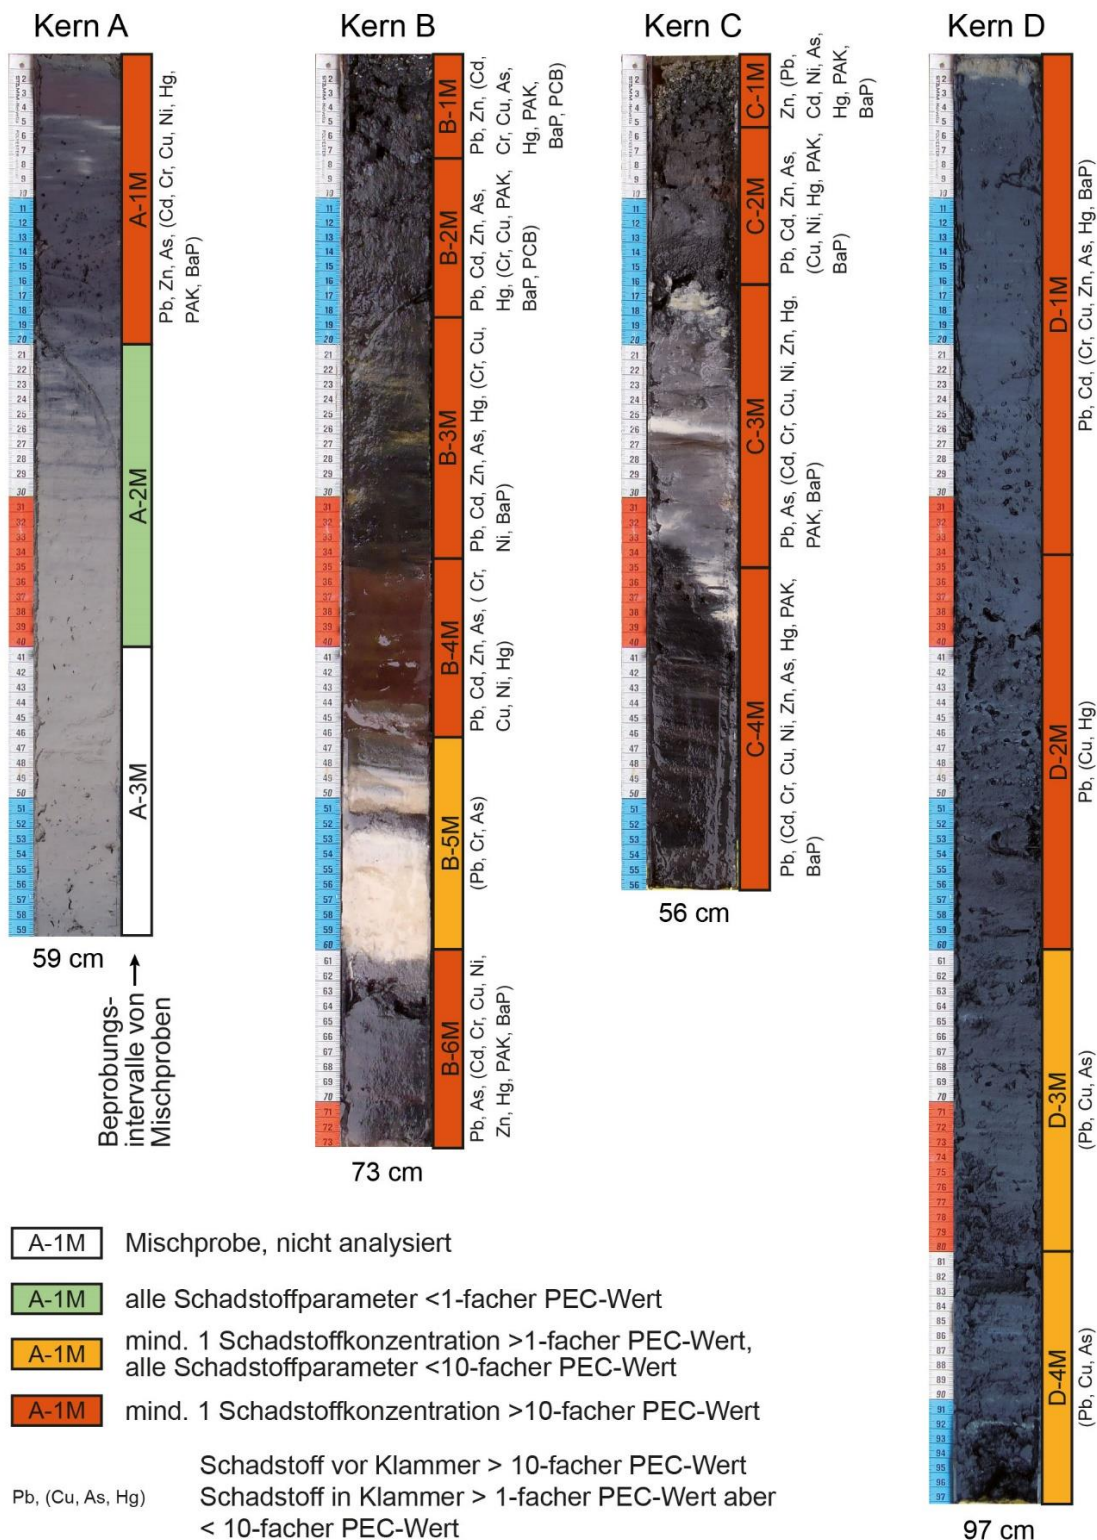 Kern A
Kern B
Kern C
Kern D
A-1M
Pb, Zn, As, (Cd, Cr, Cu, Ni, Hg,
PAK, BaP)
A-2M
A-3M
59 cm
Beprobungs-
intervalle von
Mischproben
B-1M
Pb, Zn, (Cd,
Cr, Cu, As,
Hg, PAK,
BaP, PCB)
B-2M
Pb, Cd, Zn, As,
Hg, (Cr, Cu, PAK,
BaP, PCB)
B-3M
Pb, Cd, Zn, As, Hg, (Cr, Cu,
Ni, BaP)
B-4M
Pb, Cd, Zn, As, ( Cr,
Cu, Ni, Hg)
B-5M
(Pb, Cr, As)
B-6M
Pb, As, (Cd, Cr, Cu, Ni,
Zn, Hg, PAK, BaP)
73 cm
C-1M
Zn, (Pb,
Cd, Ni, As,
Hg, PAK,
BaP)
C-2M
Pb, Cd, Zn, As,
(Cu, Ni, Hg, PAK,
BaP)
C-3M
Pb, As, (Cd, Cr, Cu, Ni, Zn, Hg,
PAK, BaP)
C-4M
Pb, (Cd, Cr, Cu, Ni, Zn, As, Hg, PAK,
BaP)
56 cm
D-1M
Pb, Cd, (Cr, Cu, Zn, As, Hg, BaP)
D-2M
Pb, (Cu, Hg)
D-3M
(Pb, Cu, As)
D-4M
(Pb, Cu, As)
97 cm
A-1M Mischprobe, nicht analysiert
A-1M alle Schadstoffparameter <1-facher PEC-Wert
A-1M mind. 1 Schadstoffkonzentration >1-facher PEC-Wert,
alle Schadstoffparameter <10-facher PEC-Wert
A-1M mind. 1 Schadstoffkonzentration >10-facher PEC-Wert
Schadstoff vor Klammer > 10-facher PEC-Wert
Pb, (Cu, As, Hg) Schadstoff in Klammer > 1-facher PEC-Wert aber
< 10-facher PEC-Wert